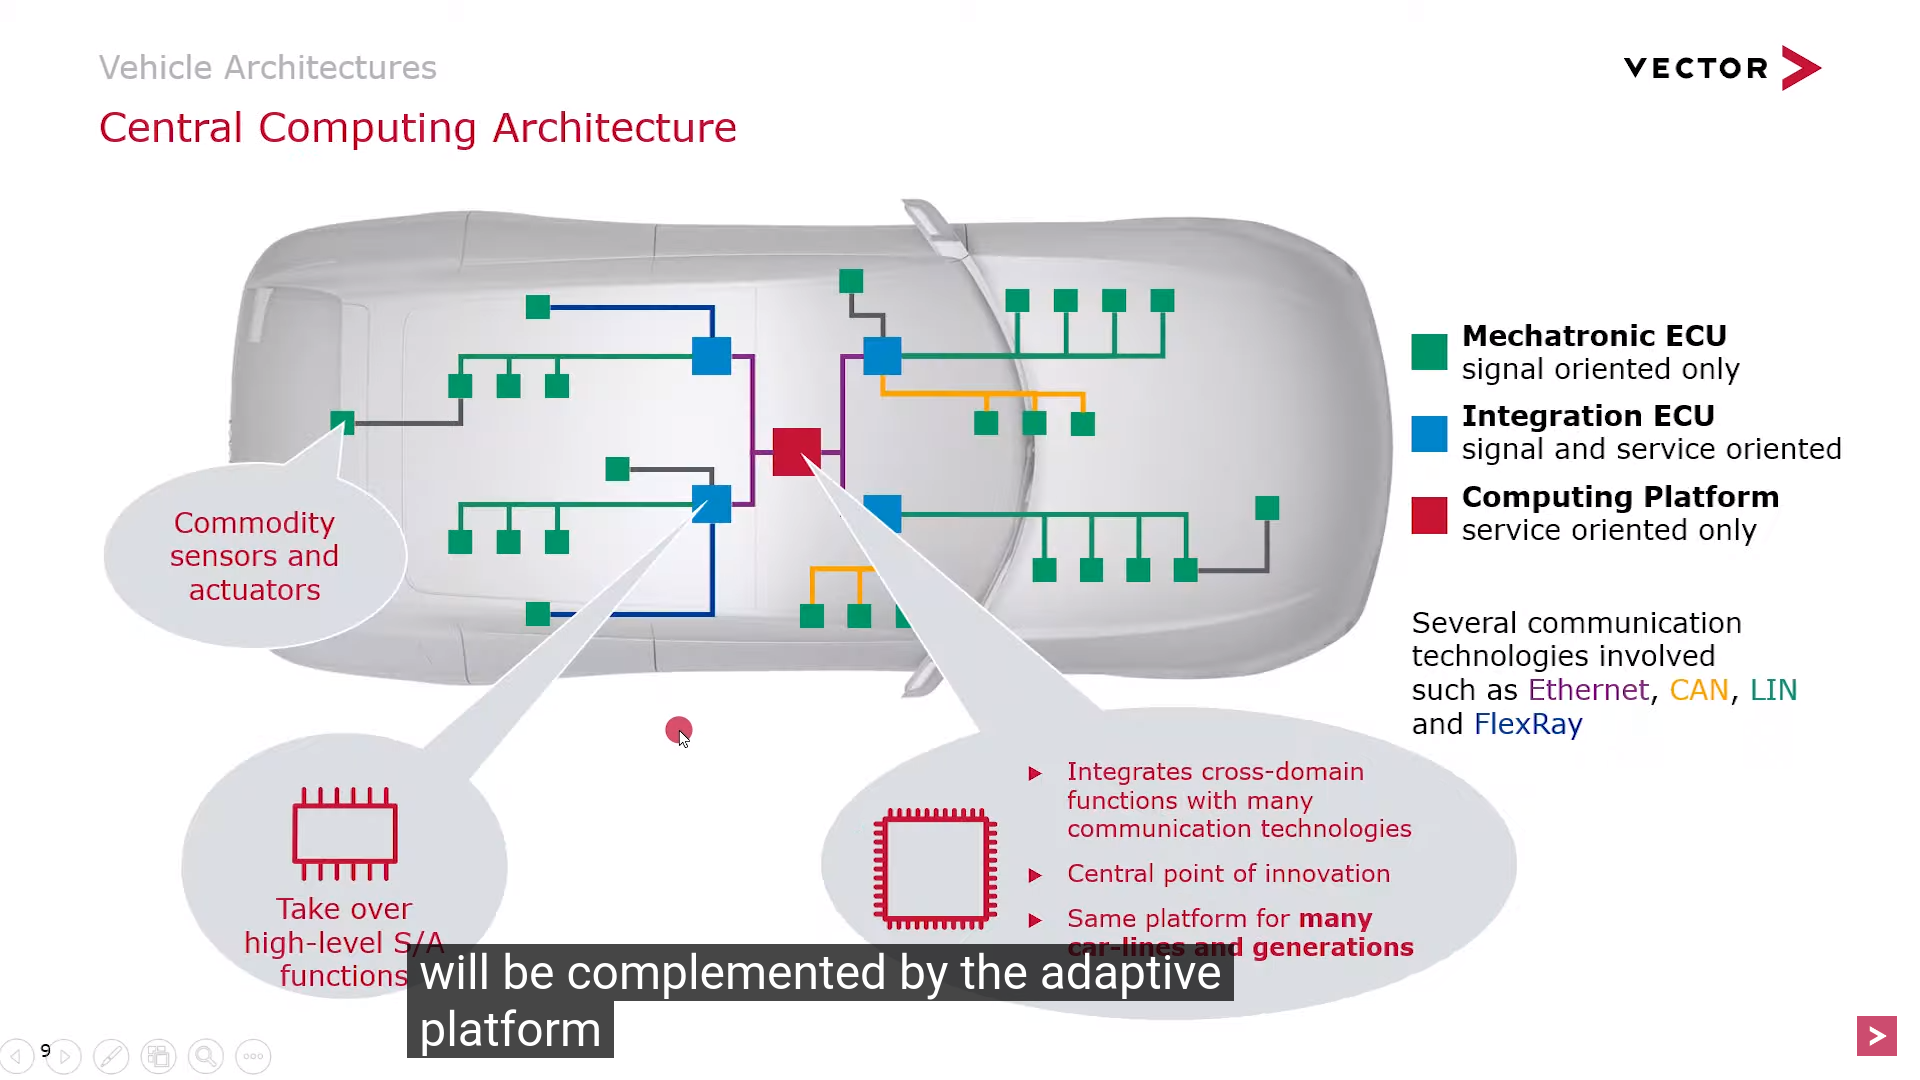 Vehicle Architectures
Central Computing Architecture
VECTOR
Mechatronic ECU
signal oriented only
Integration ECU
signal and service oriented
Computing Platform
service oriented only
Several communication
technologies involved
such as Ethernet, CAN, LIN
and FlexRay
Commodity
sensors and
actuators
Take over
high-level S/A
functions
Integrates cross-domain
functions with many
communication technologies
Central point of innovation
Same platform for many
car-lines and generations
will be complemented by the adaptive
platform
9